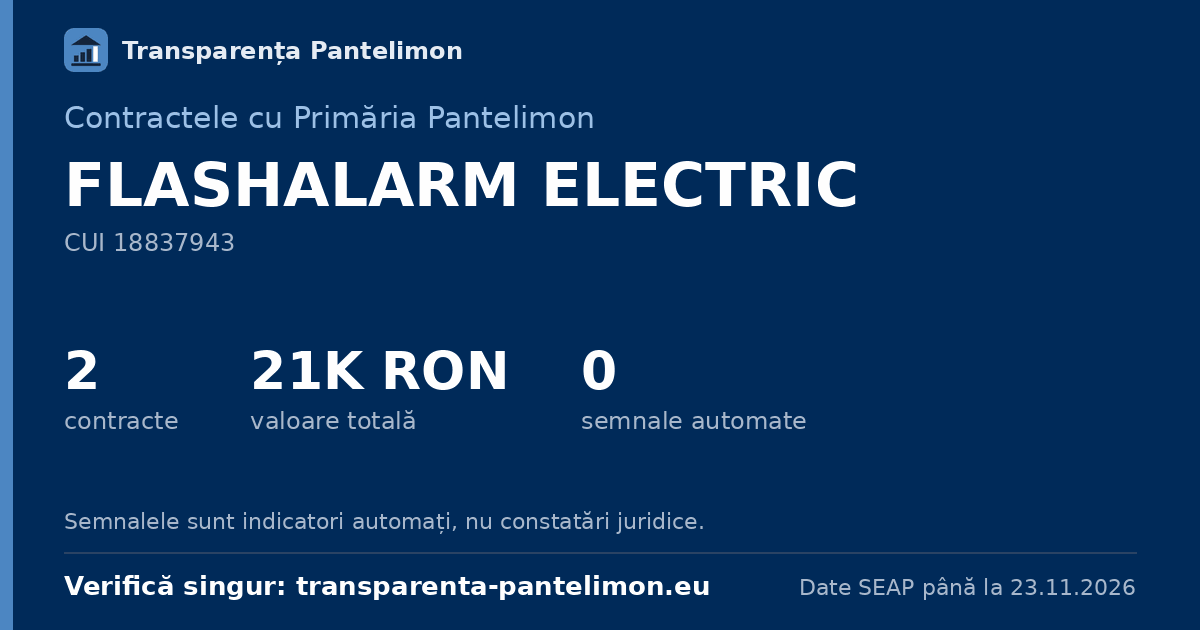 Transparența Pantelimon
Contractele cu Primăria Pantelimon
FLASHALARM ELECTRIC
CUI 18837943
2 21K RON 0
contracte valoare totală semnale automate
Semnalele sunt indicatori automați, nu constatări juridice.
Verifică singur: transparenta-pantelimon.eu Date SEAP până la 23.11.2026